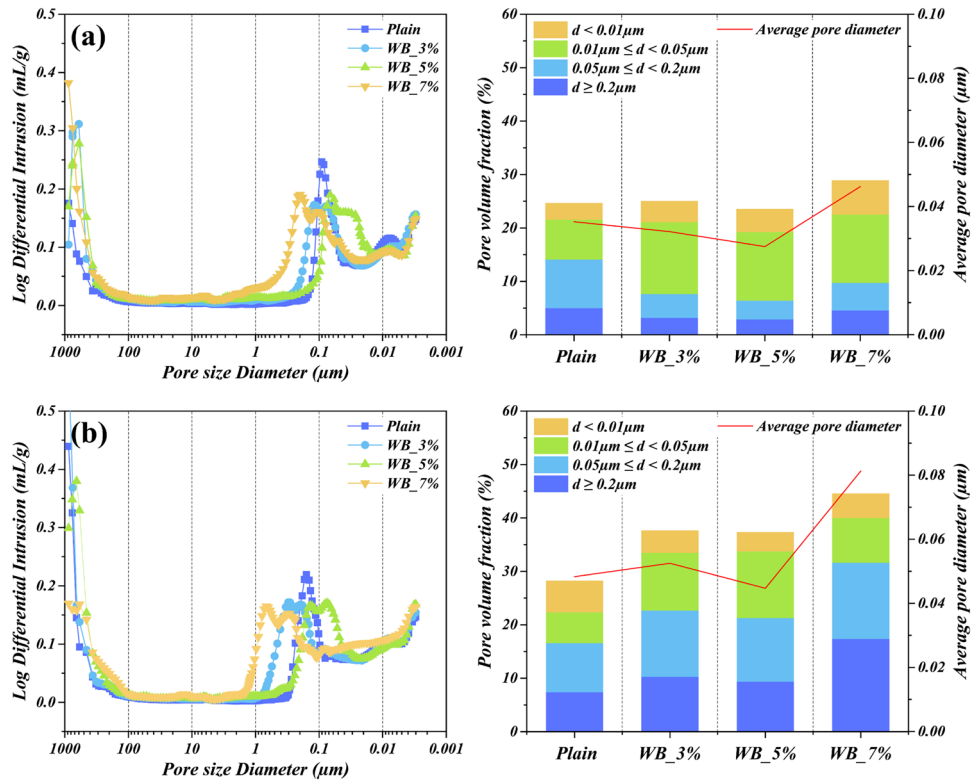 (a)
Plain
WB_3%
WB_5%
WB_7%
0.5
0.4
0.3
0.2
0.1
0.0
Log Differential Intrusion (mL/g)
1000 100 10 1 0.1 0.01 0.001
Pore size Diameter (μm)
d < 0.01μm
0.01μm ≤ d < 0.05μm
0.05μm ≤ d < 0.2μm
d ≥ 0.2μm
Average pore diameter
60
50
40
30
20
10
0
Pore volume fraction (%)
0.10
0.08
0.06
0.04
0.02
0.00
Average pore diameter (μm)
Plain WB_3% WB_5% WB_7%
(b)
Plain
WB_3%
WB_5%
WB_7%
0.5
0.4
0.3
0.2
0.1
0.0
Log Differential Intrusion (mL/g)
1000 100 10 1 0.1 0.01 0.001
Pore size Diameter (μm)
d < 0.01μm
0.01μm ≤ d < 0.05μm
0.05μm ≤ d < 0.2μm
d ≥ 0.2μm
Average pore diameter
60
50
40
30
20
10
0
Pore volume fraction (%)
0.10
0.08
0.06
0.04
0.02
0.00
Average pore diameter (μm)
Plain WB_3% WB_5% WB_7%